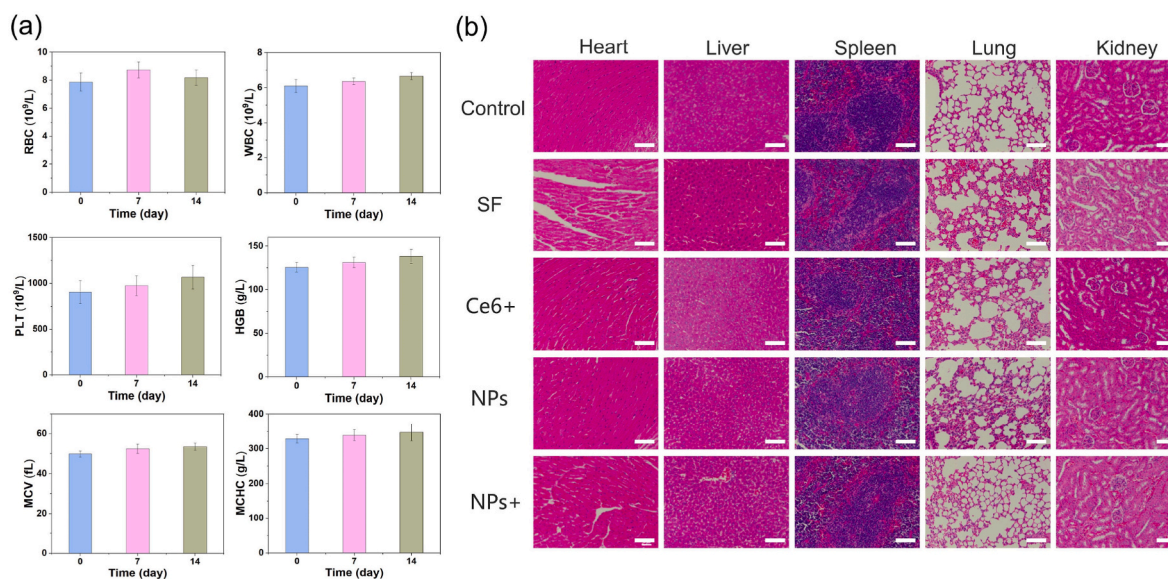 (a)
RBC (10⁹/L)
10
8
6
4
2
0
0 7 14
Time (day)
WBC (10⁹/L)
8
6
4
2
0
0 7 14
Time (day)
PLT (10⁹/L)
1500
1000
500
0
0 7 14
Time (day)
HGB (g/L)
150
100
50
0
0 7 14
Time (day)
MCV (fL)
60
40
20
0
0 7 14
Time (day)
MCHC (g/L)
400
350
300
250
200
150
100
50
0
0 7 14
Time (day)
(b)
Heart Liver Spleen Lung Kidney
Control
SF
Ce6+
NPs
NPs+